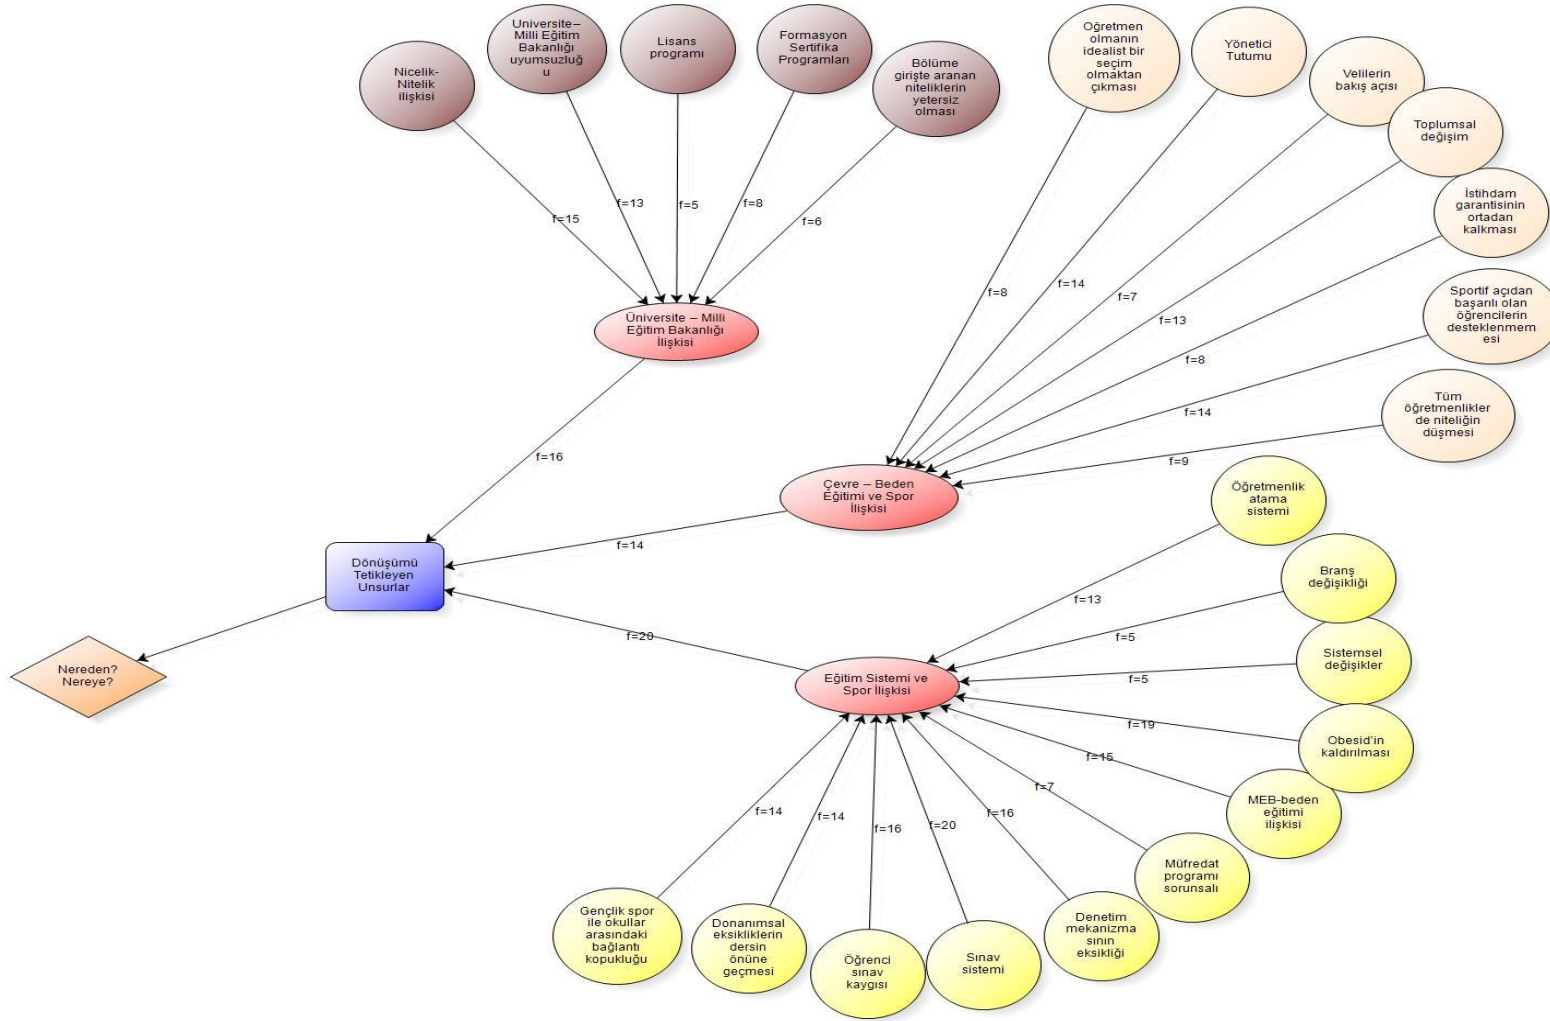 Nicelik-
Nitelik
ilişkisi
Universite–
Milli Eğitim
Bakanlığı
uyumsuzluğ
u
Lisans
programı
Formasyon
Sertifika
Programları
Bölüme
girişte aranan
niteliklerin
yetersiz
olması
f=15
f=13
f=5
f=8
f=6
Üniversite – Milli
Eğitim Bakanlığı
İlişkisi
Oğretmen
olmanın
idealist bir
seçim
olmaktan
çıkması
Yönetici
Tutumu
Velilerin
bakış açısı
Toplumsal
değişim
İstihdam
garantisinin
ortadan
kalkması
Sportif açıdan
başarılı olan
öğrencilerin
desteklenmem
esi
Tüm
öğretmenlikler
de niteliğin
düşmesi
f=8
f=14
f=7
f=13
f=8
f=14
f=9
Çevre – Beden
Eğitimi ve Spor
İlişkisi
f=16
f=14
f=20
Dönüşümü
Tetikleyen
Unsurlar
Nereden?
Nereye?
Eğitim Sistemi ve
Spor İlişkisi
Öğretmenlik
atama
sistemi
Branş
değişikliği
Sistemsel
değişikler
Obesid'in
kaldırılması
MEB-beden
eğitimi
ilişkisi
Müfredat
programı
sorunsalı
Denetim
mekanizma
sının
eksikliği
Sınav
sistemi
Öğrenci
sınav
kaygısı
Donanımsal
eksikliklerin
dersin
önüne
geçmesi
Gençlik spor
ile okullar
arasındaki
bağlantı
kopukluğu
f=13
f=5
f=5
f=19
f=15
f=7
f=16
f=20
f=16
f=14
f=14